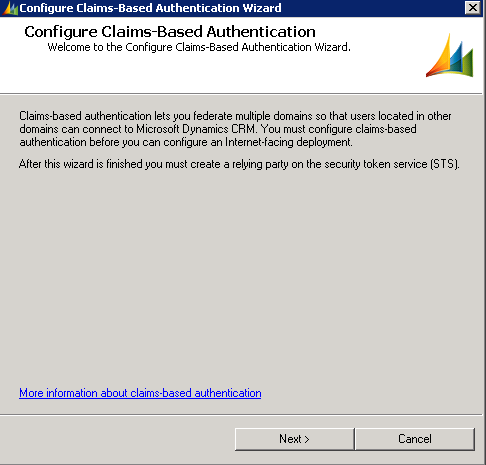 Configure Claims-Based Authentication Wizard
Configure Claims-Based Authentication
Welcome to the Configure Claims-Based Authentication Wizard.
Claims-based authentication lets you federate multiple domains so that users located in other
domains can connect to Microsoft Dynamics CRM. You must configure claims-based
authentication before you can configure an Internet-facing deployment.
After this wizard is finished you must create a relying party on the security token service (STS).
More information about claims-based authentication
Next >
Cancel